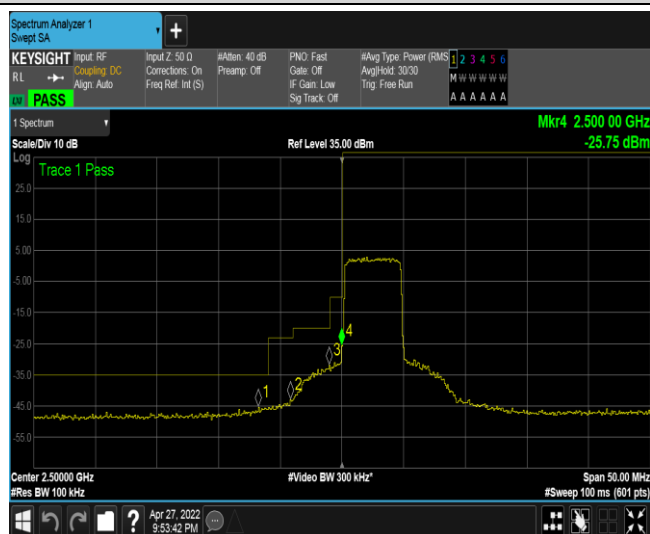 Spectrum Analyzer 1
Swept SA
+
KEYSIGHT Input: RF Input Z: 50 Ω #Atten: 40 dB PNO: Fast #Avg Type: Power (RMS 1 2 3 4 5 6
RL Coupling: DC Corrections: On Preamp: Off Gate: Off Avg|Hold: 30/30 M W W W W W
Align: Auto Freq Ref: Int (S) IF Gain: Low Trig: Free Run
LXI PASS Sig Track: Off A A A A A A
1 Spectrum Mkr4 2.500 00 GHz
Scale/Div 10 dB Ref Level 35.00 dBm -25.75 dBm
Log
Trace 1 Pass
25.0
15.0
5.00
-5.00
-15.0
-25.0
4
3
-35.0
1 2
-45.0
-55.0
Center 2.50000 GHz #Video BW 300 kHz* Span 50.00 MHz
#Res BW 100 kHz #Sweep 100 ms (601 pts)
? Apr 27, 2022
9:53:42 PM